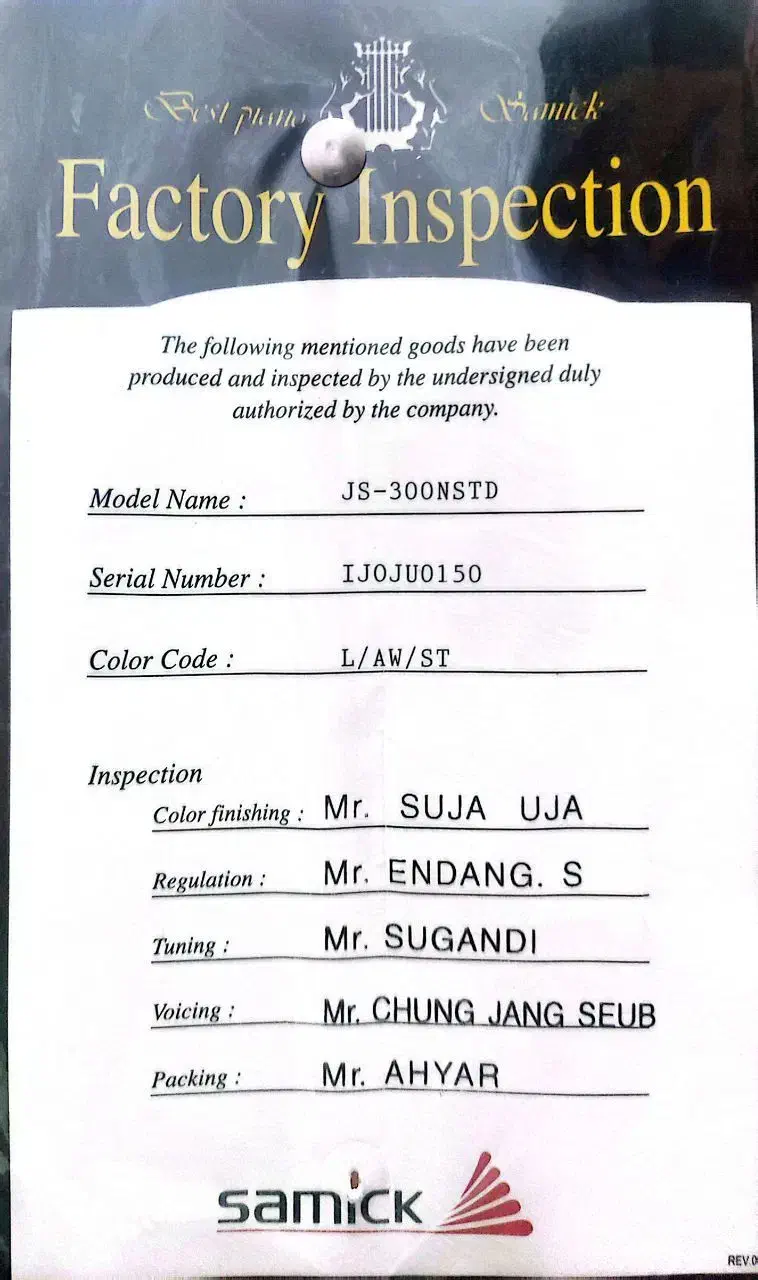 Best piano Samick
Factory Inspection
The following mentioned goods have been
produced and inspected by the undersigned duly
authorized by the company.
Model Name : JS-300NSTD
Serial Number : IJOJU0150
Color Code : L/AW/ST
Inspection
Color finishing : Mr. SUJA UJA
Regulation : Mr. ENDANG. S
Tuning : Mr. SUGANDI
Voicing : Mr. CHUNG JANG SEUB
Packing : Mr. AHYAR
samick